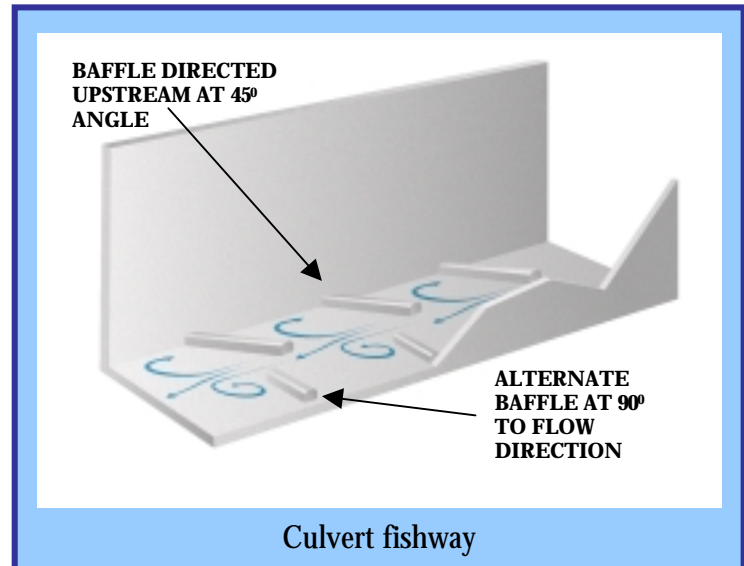 BAFFLE DIRECTED
UPSTREAM AT 45⁰
ANGLE
ALTERNATE
BAFFLE AT 90⁰
TO FLOW
DIRECTION
Culvert fishway